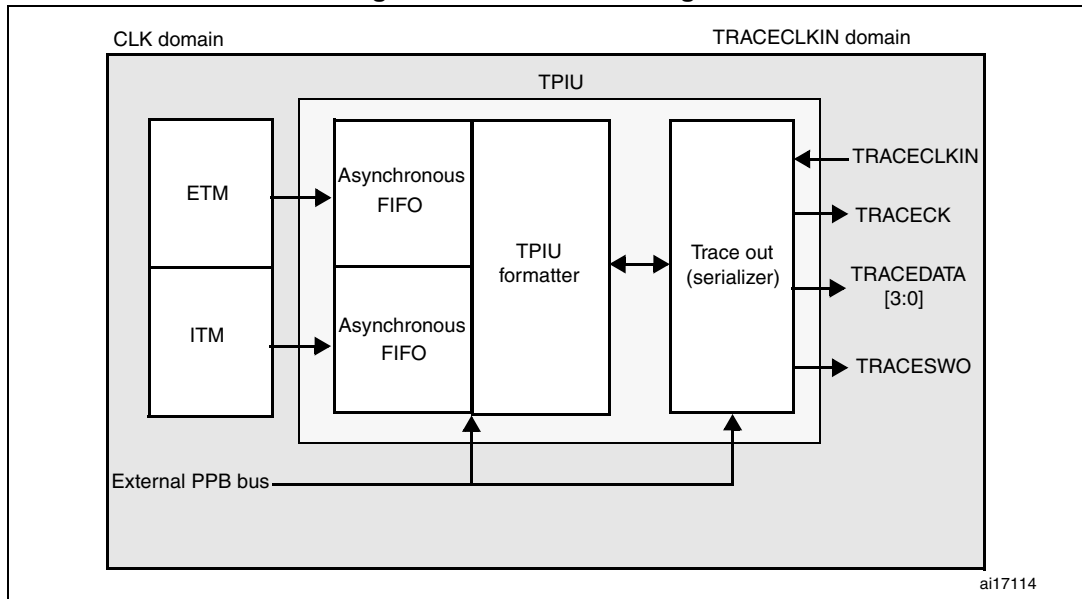 CLK domain
TRACECLKIN domain
TPIU
ETM
Asynchronous
FIFO
TPIU
formatter
Trace out
(serializer)
TRACECLKIN
TRACECK
TRACEDATA
[3:0]
TRACESWO
ITM
Asynchronous
FIFO
External PPB bus
ai17114